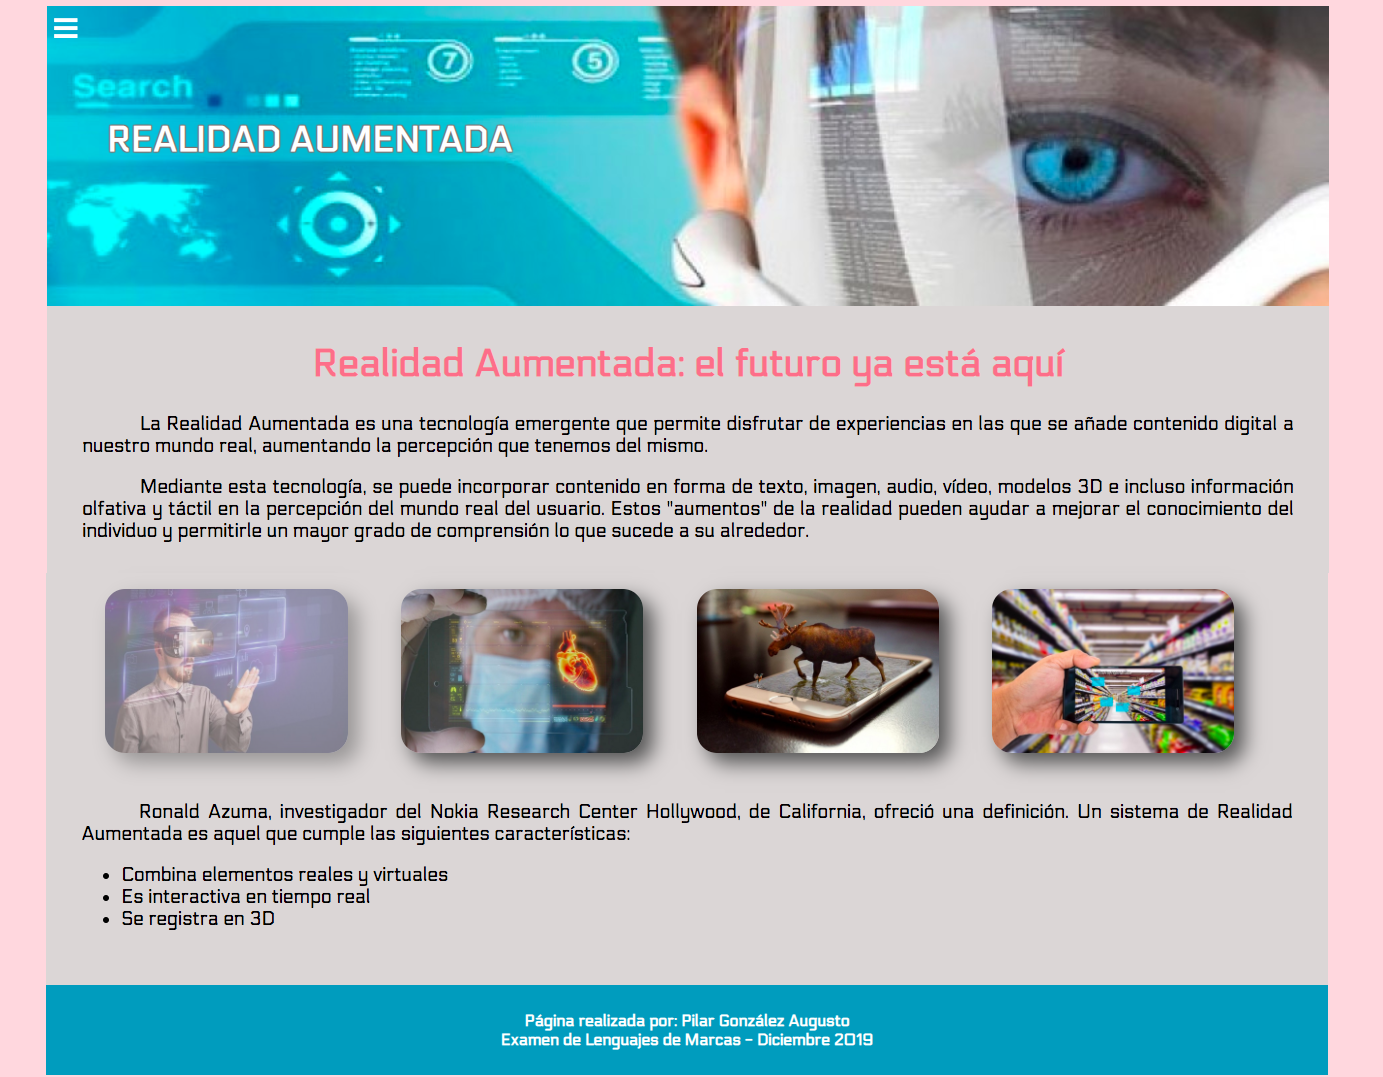 Search
7
5
REALIDAD AUMENTADA
Realidad Aumentada: el futuro ya está aquí
La Realidad Aumentada es una tecnología emergente que permite disfrutar de experiencias en las que se añade contenido digital a
nuestro mundo real, aumentando la percepción que tenemos del mismo.
Mediante esta tecnología, se puede incorporar contenido en forma de texto, imagen, audio, vídeo, modelos 3D e incluso información
olfativa y táctil en la percepción del mundo real del usuario. Estos "aumentos" de la realidad pueden ayudar a mejorar el conocimiento del
individuo y permitirle un mayor grado de comprensión lo que sucede a su alrededor.
Ronald Azuma, investigador del Nokia Research Center Hollywood, de California, ofreció una definición. Un sistema de Realidad
Aumentada es aquel que cumple las siguientes características:
• Combina elementos reales y virtuales
• Es interactiva en tiempo real
• Se registra en 3D
Página realizada por: Pilar González Augusto
Examen de Lenguajes de Marcas - Diciembre 2019